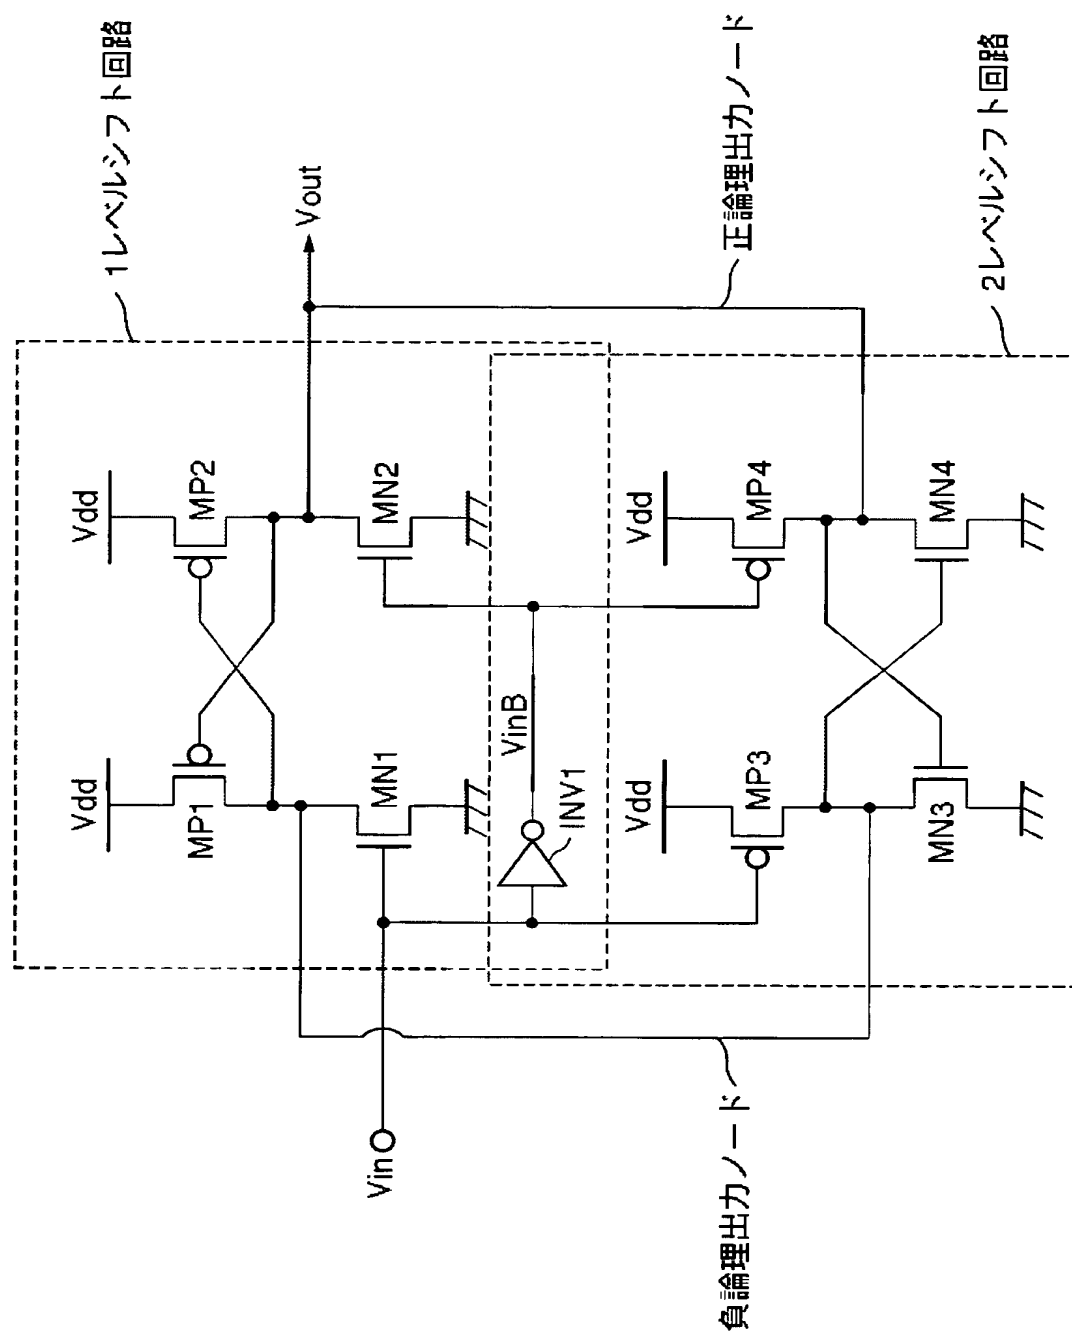 1レベルシフト回路
Vdd
Vdd
MP1
MP2
Vout
MN1
MN2
Vin
VinB
INV1
正論理出力ノード
負論理出力ノード
Vdd
Vdd
MP3
MP4
MN3
MN4
2レベルシフト回路